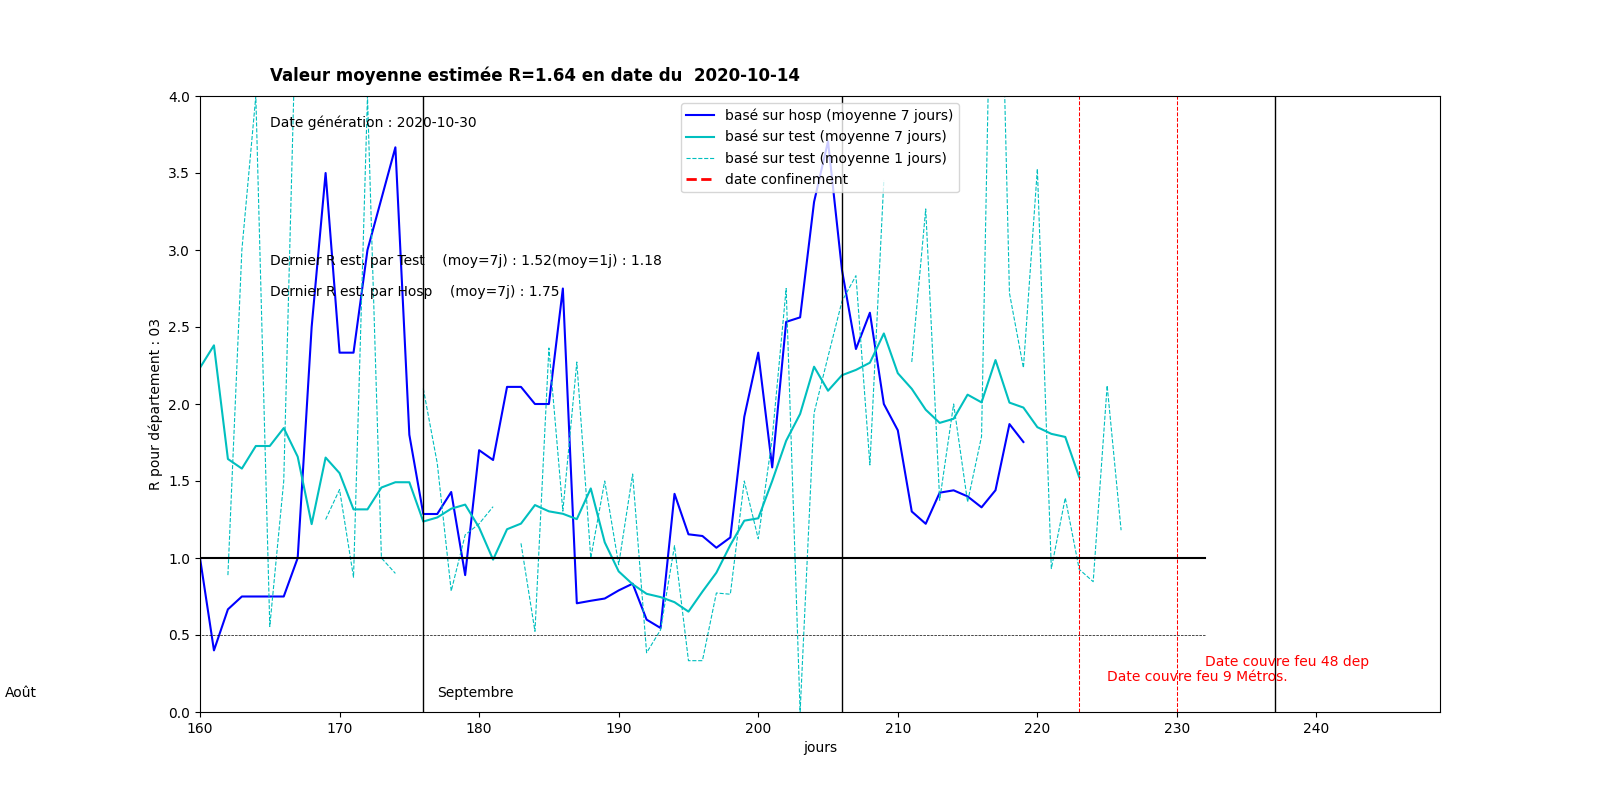 Valeur moyenne estimée R=1.64 en date du  2020-10-14
4.0
3.5
3.0
2.5
2.0
1.5
1.0
0.5
0.0
R pour département : 03
Date génération : 2020-10-30
basé sur hosp (moyenne 7 jours)
basé sur test (moyenne 7 jours)
basé sur test (moyenne 1 jours)
date confinement
Dernier R est. par Test    (moy=7j) : 1.52(moy=1j) : 1.18
Dernier R est. par Hosp    (moy=7j) : 1.75
Date couvre feu 48 dep
Date couvre feu 9 Métros.
Août
Septembre
160 170 180 190 200 210 220 230 240
jours